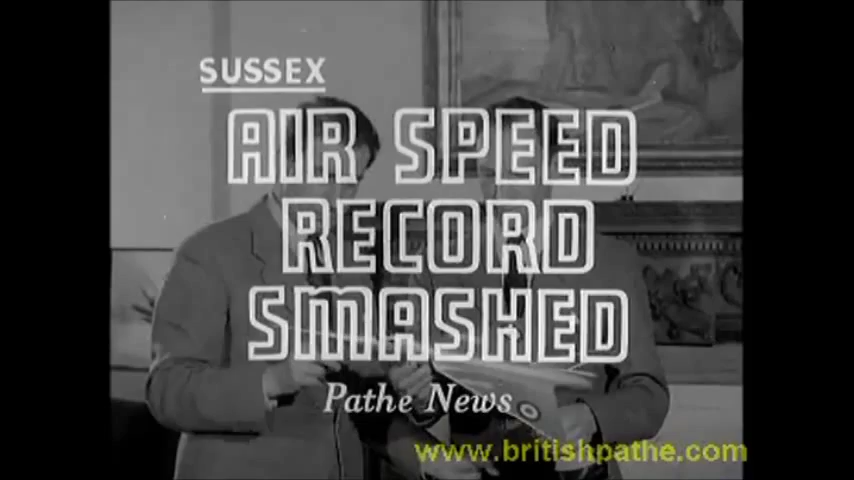 SUSSEX
AIR SPEED
RECORD
SMASHED
Pathe News
www.britishpathe.com